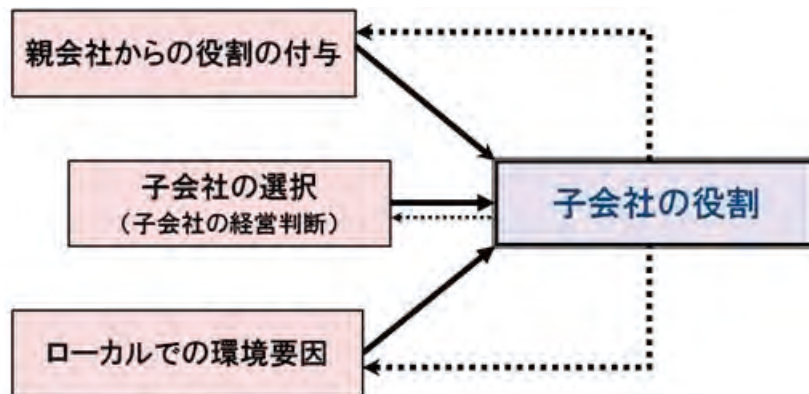 親会社からの役割の付与
子会社の選択
（子会社の経営判断）
子会社の役割
ローカルでの環境要因